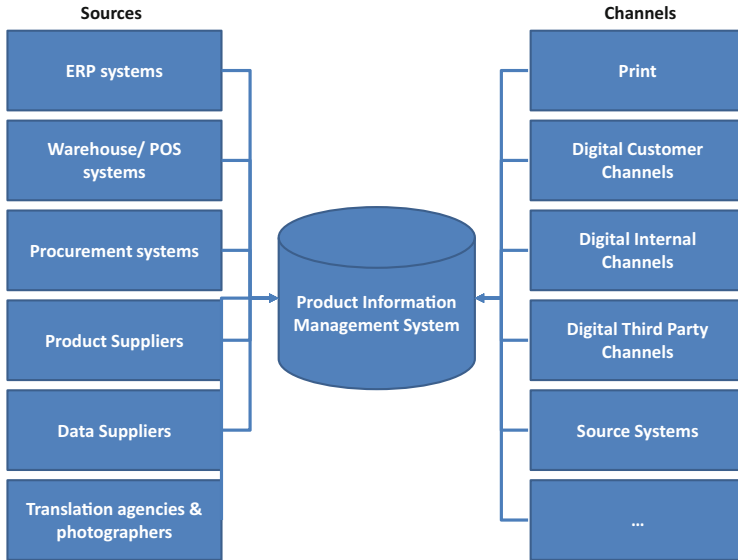 Sources
ERP systems
Warehouse/ POS
systems
Procurement systems
Product Suppliers
Data Suppliers
Translation agencies &
photographers
Product Information
Management System
Channels
Print
Digital Customer
Channels
Digital Internal
Channels
Digital Third Party
Channels
Source Systems
...